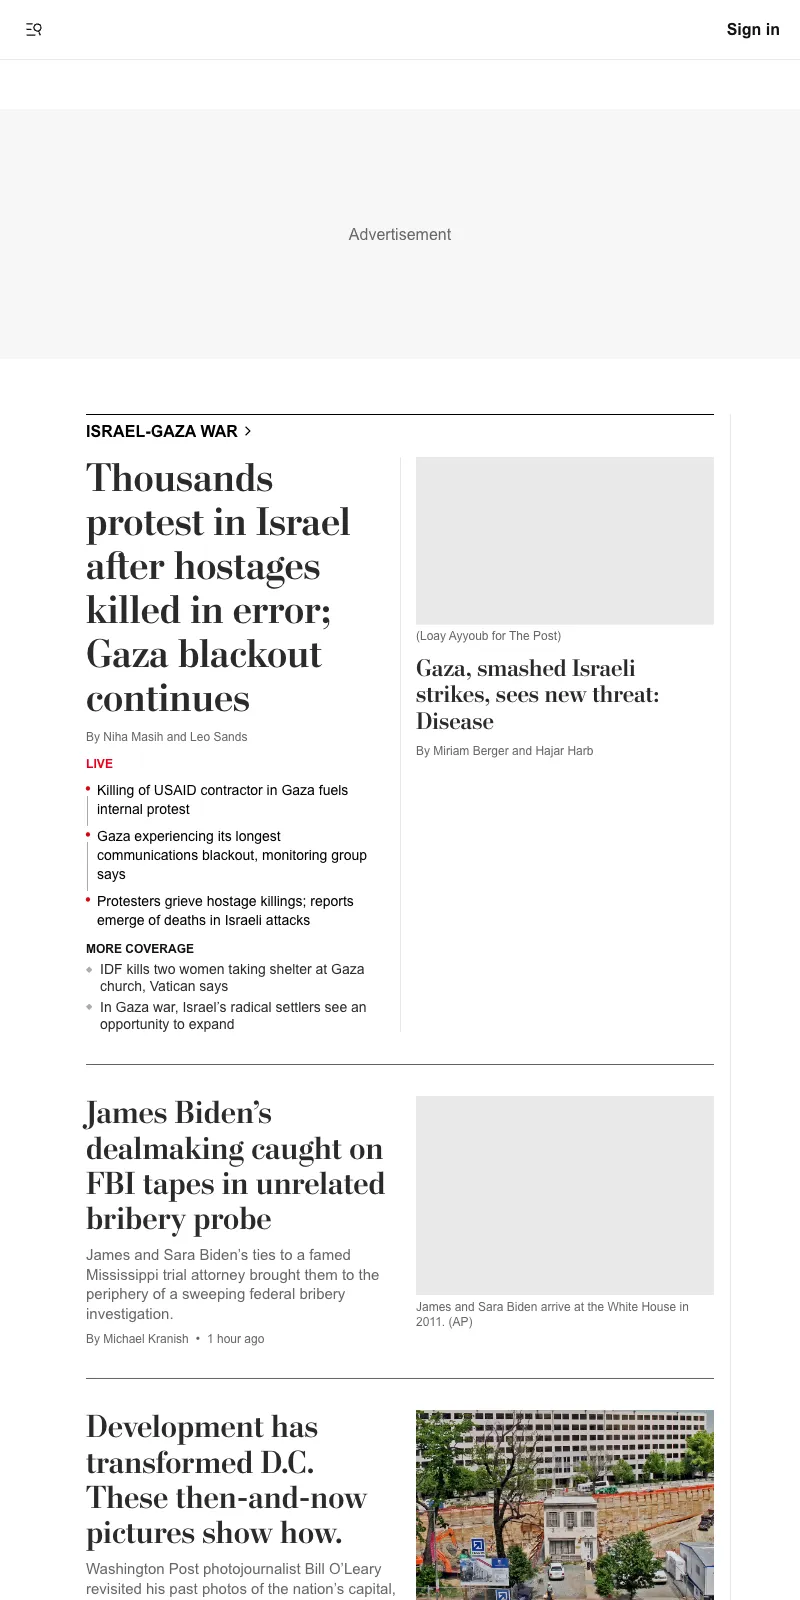 Sign in
Advertisement
ISRAEL-GAZA WAR
Thousands
protest in Israel
after hostages
killed in error;
Gaza blackout
continues
By Niha Masih and Leo Sands
LIVE
Killing of USAID contractor in Gaza fuels
internal protest
Gaza experiencing its longest
communications blackout, monitoring group
says
Protesters grieve hostage killings; reports
emerge of deaths in Israeli attacks
MORE COVERAGE
IDF kills two women taking shelter at Gaza
church, Vatican says
In Gaza war, Israel’s radical settlers see an
opportunity to expand
(Loay Ayyoub for The Post)
Gaza, smashed Israeli
strikes, sees new threat:
Disease
By Miriam Berger and Hajar Harb
James Biden’s
dealmaking caught on
FBI tapes in unrelated
bribery probe
James and Sara Biden’s ties to a famed
Mississippi trial attorney brought them to the
periphery of a sweeping federal bribery
investigation.
By Michael Kranish • 1 hour ago
James and Sara Biden arrive at the White House in
2011. (AP)
Development has
transformed D.C.
These then-and-now
pictures show how.
Washington Post photojournalist Bill O’Leary
revisited his past photos of the nation’s capital,